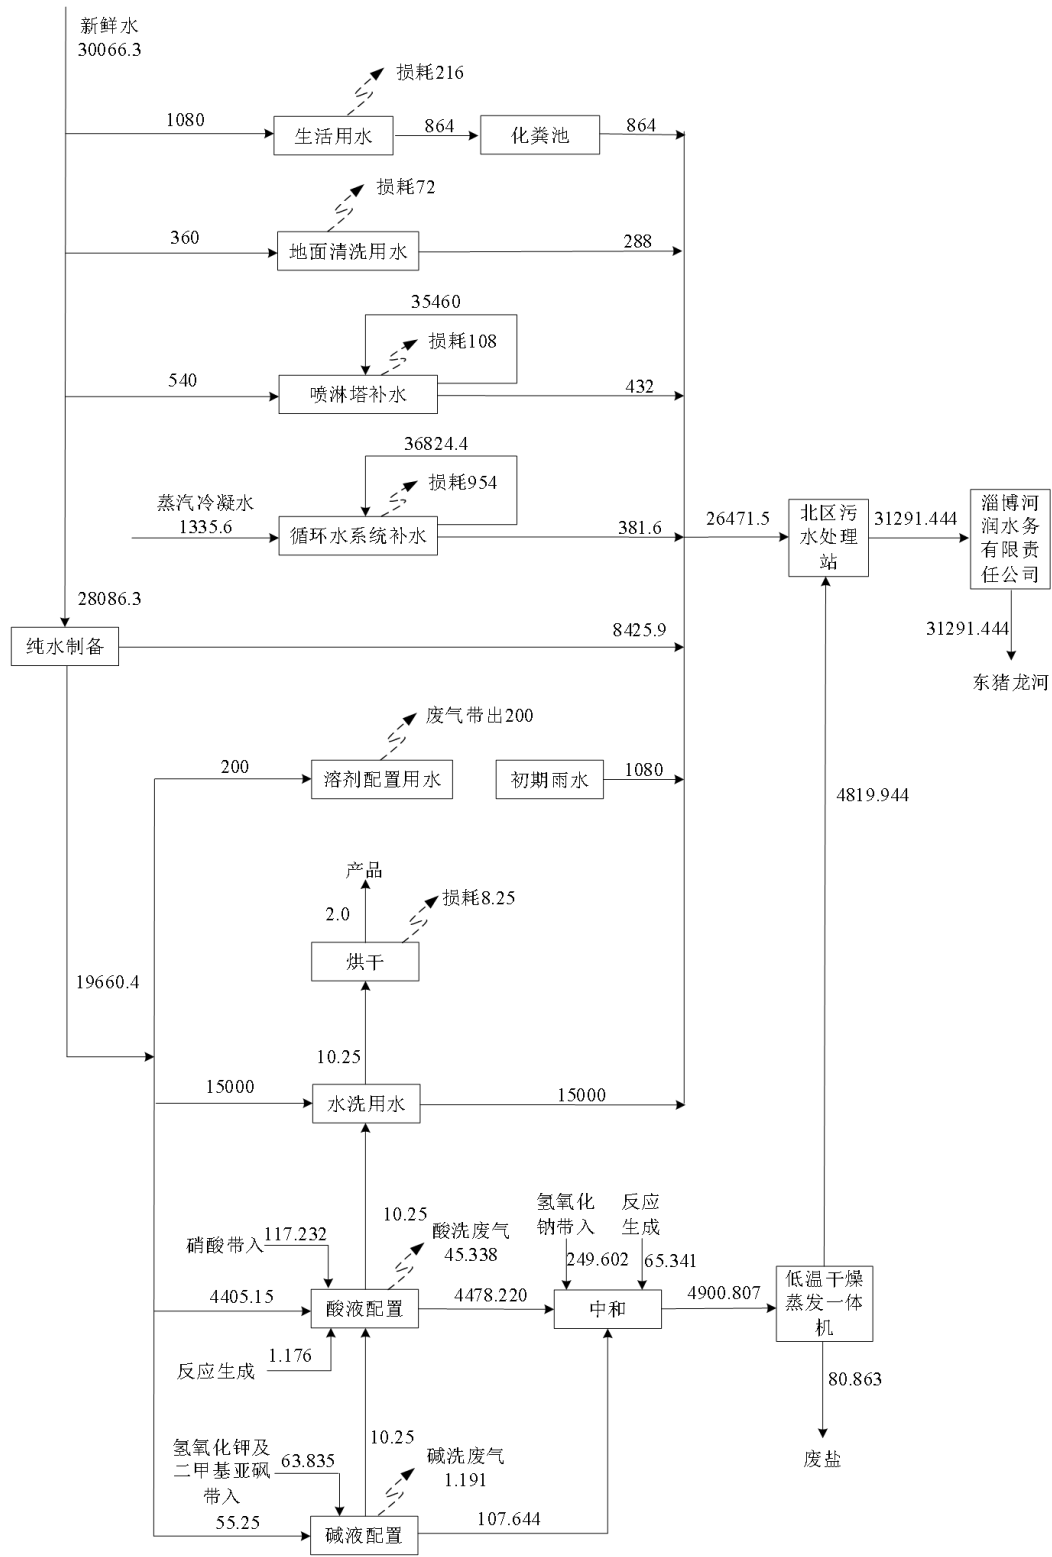 新鲜水
30066.3
损耗216
1080
生活用水
864
化粪池
864
损耗72
360
地面清洗用水
288
35460
损耗108
540
喷淋塔补水
432
36824.4
损耗954
蒸汽冷凝水
1335.6
循环水系统补水
381.6
26471.5
北区污
水处理
站
31291.444
淄博河
润水务
有限责
任公司
28086.3
纯水制备
8425.9
31291.444
东猪龙河
废气带出200
200
溶剂配置用水
初期雨水
1080
4819.944
产品
2.0
损耗8.25
烘干
19660.4
10.25
15000
水洗用水
15000
10.25
硝酸带入
117.232
酸洗废气
45.338
氢氧化
钠带入
249.602
反应
生成
65.341
4405.15
酸液配置
4478.220
中和
4900.807
低温干燥
蒸发一体
机
反应生成
1.176
80.863
废盐
10.25
氢氧化钾及
二甲基亚砜
带入
63.835
碱洗废气
1.191
55.25
碱液配置
107.644